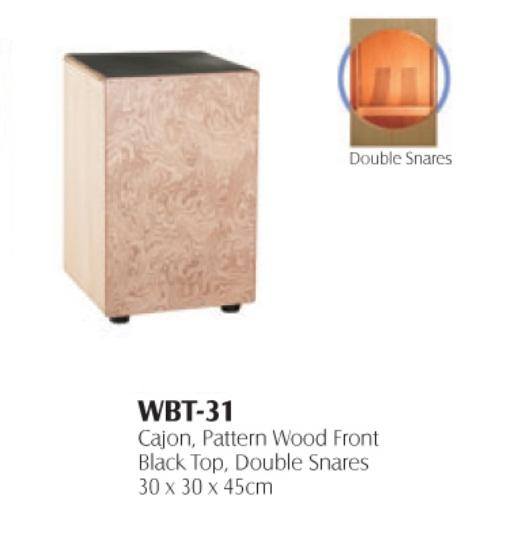 Double Snares
WBT-31
Cajon, Pattern Wood Front
Black Top, Double Snares
30 x 30 x 45cm